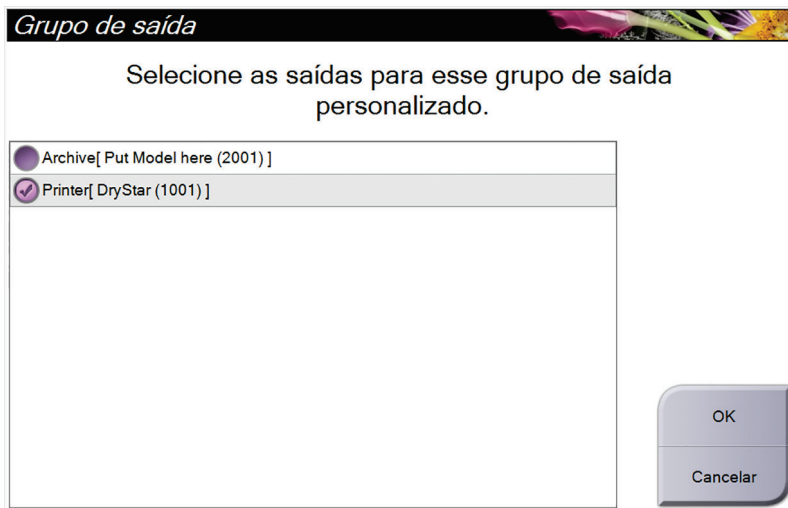 Grupo de saída
Selecione as saídas para esse grupo de saída
personalizado.
Archive[ Put Model here (2001) ]
Printer[ DryStar (1001) ]
OK
Cancelar